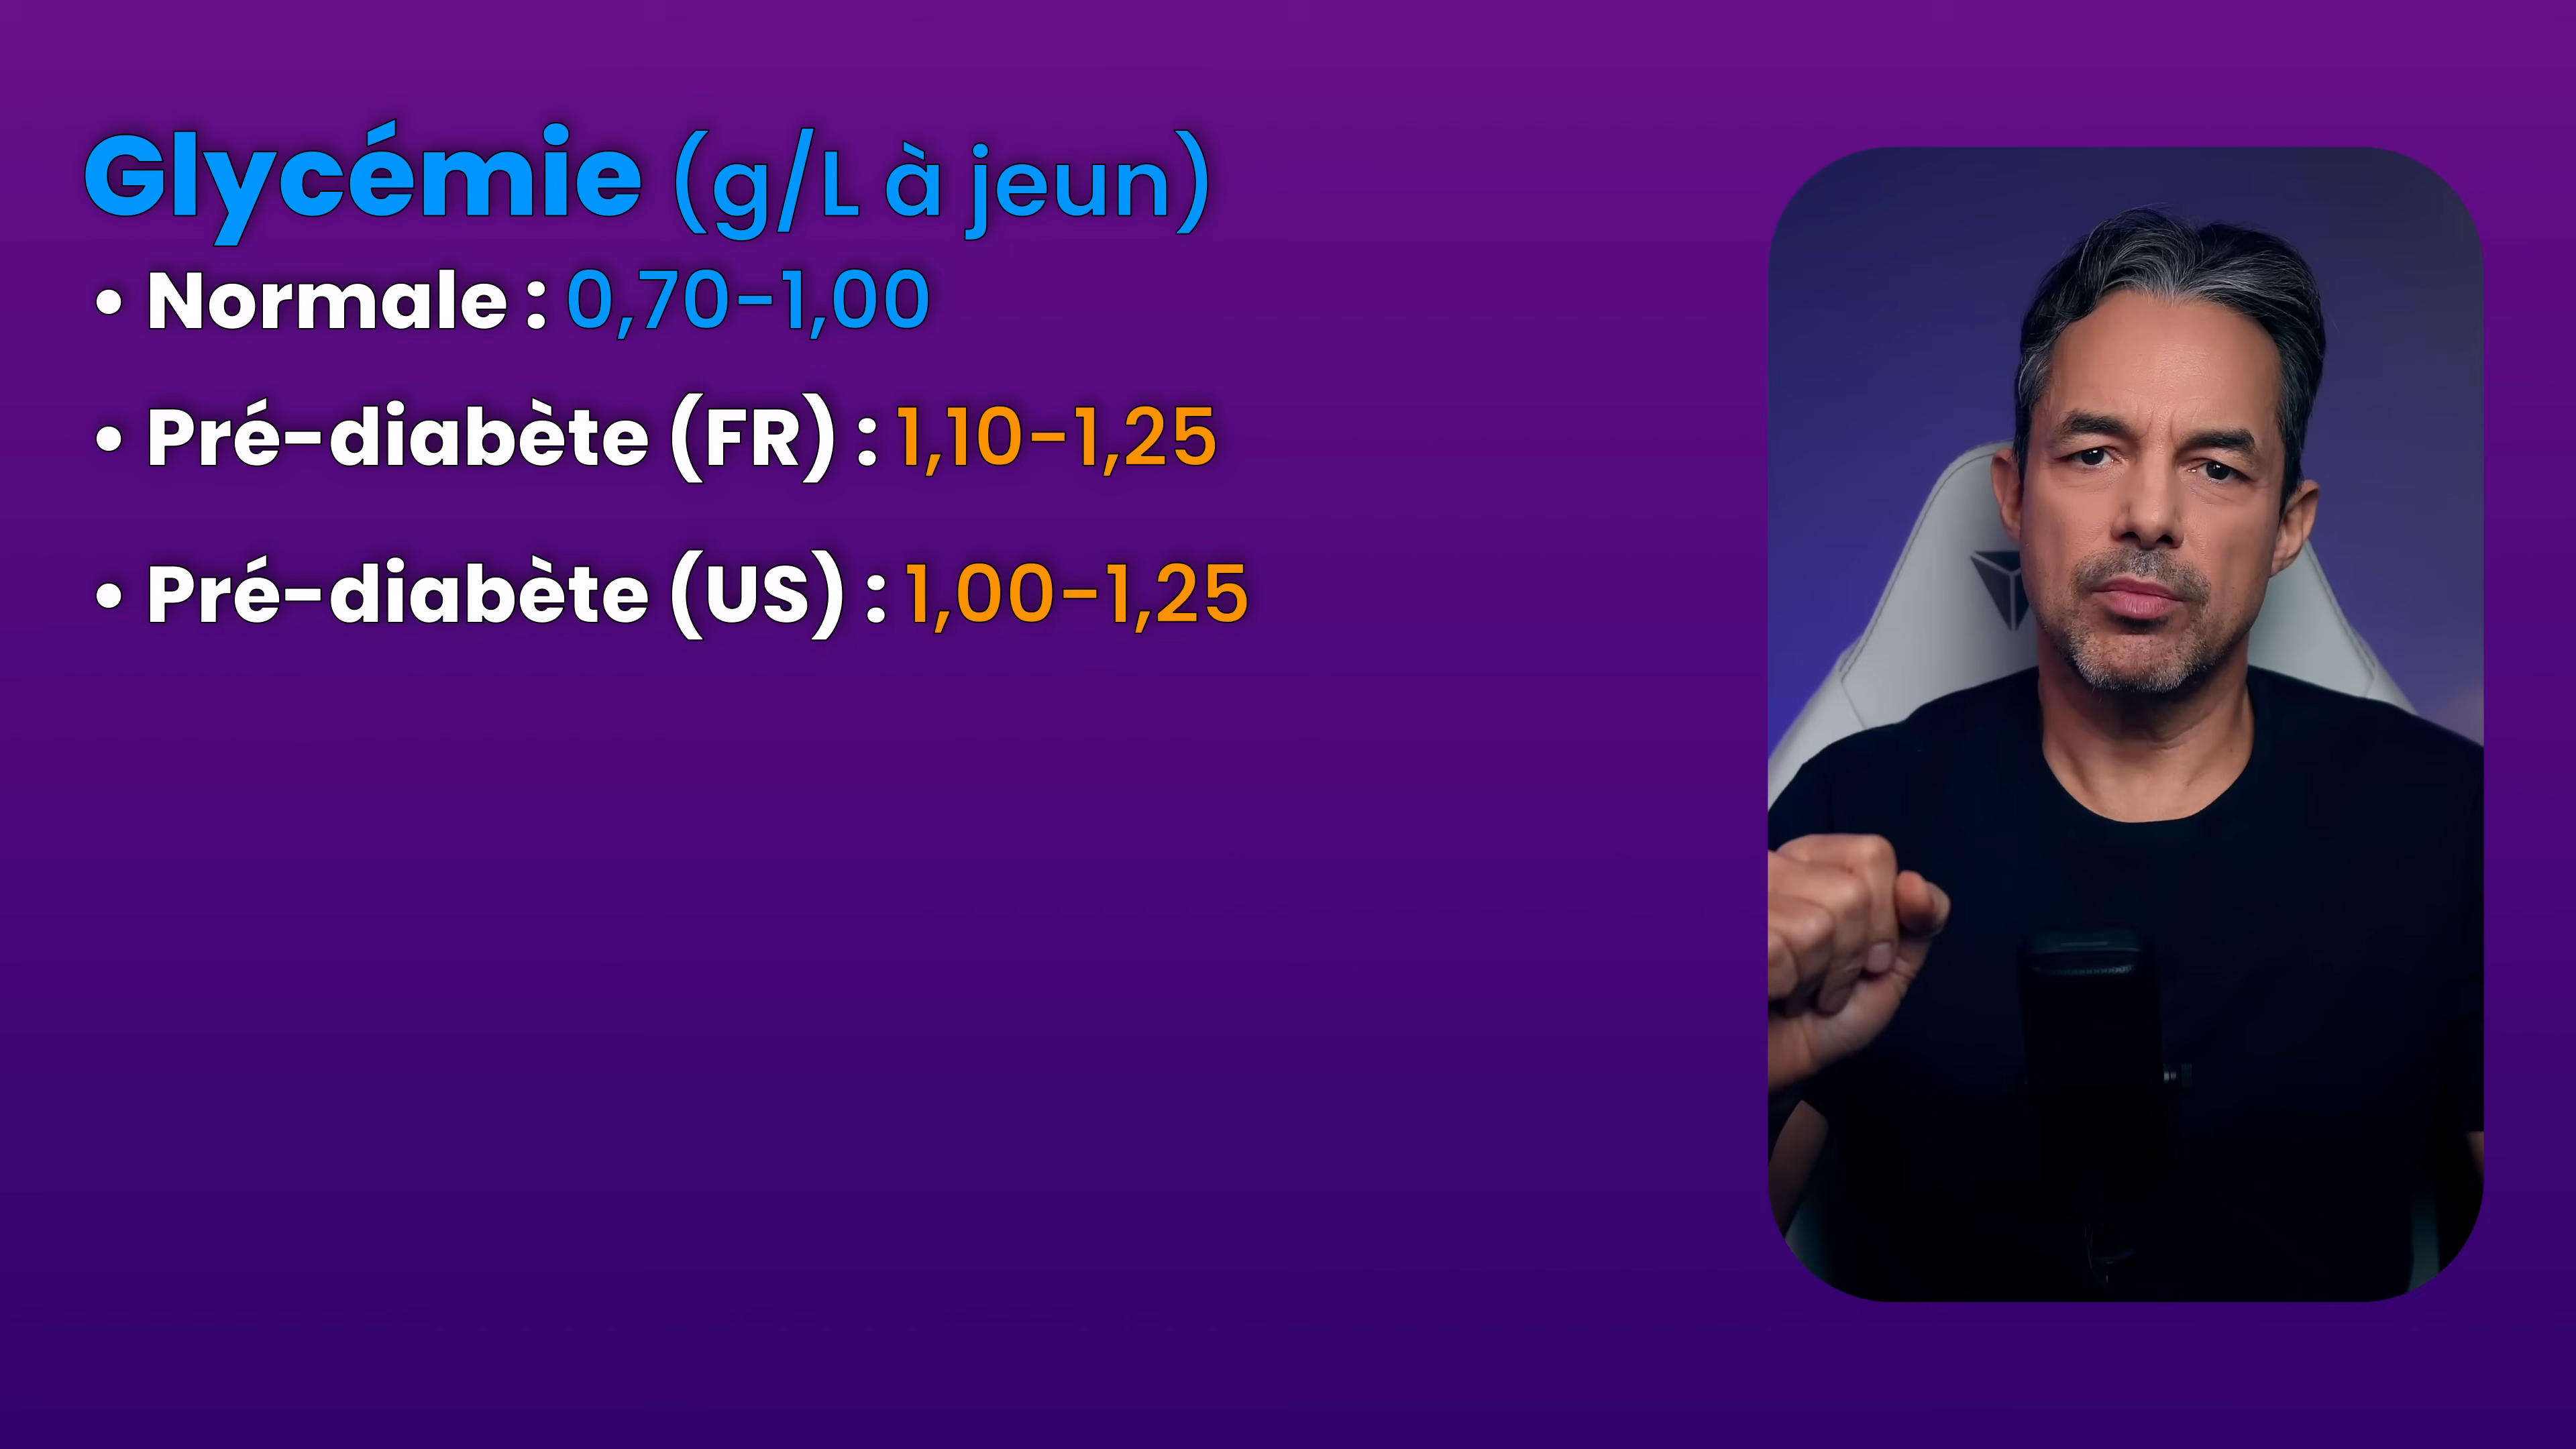 Glycémie (g/L à jeun)
• Normale : 0,70-1,00
• Pré-diabète (FR) : 1,10-1,25
• Pré-diabète (US) : 1,00-1,25